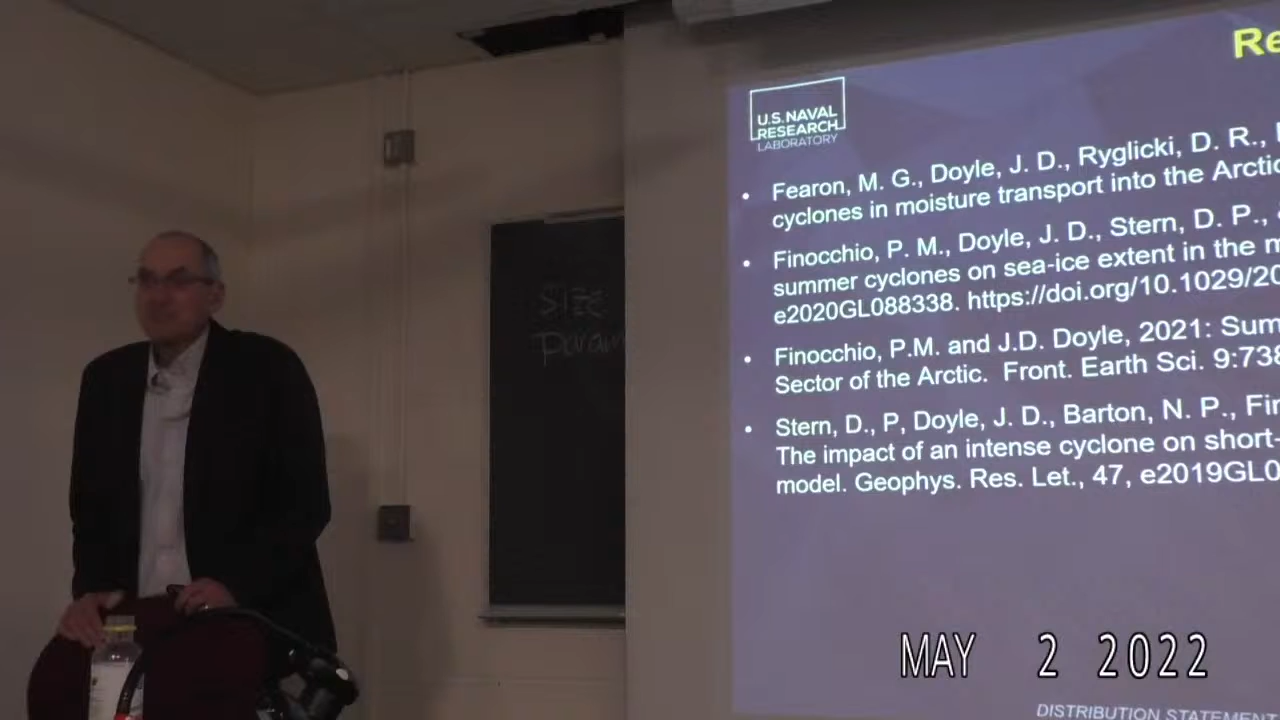 Re
U.S. NAVAL
RESEARCH
LABORATORY
• Fearon, M. G., Doyle, J. D., Ryglicki, D. R.,
cyclones in moisture transport into the Arctic
• Finocchio, P. M., Doyle, J. D., Stern, D. P.,
summer cyclones on sea-ice extent in the m
e2020GL088338. https://doi.org/10.1029/20
• Finocchio, P.M. and J.D. Doyle, 2021: Sum
Sector of the Arctic. Front. Earth Sci. 9:738
• Stern, D., P, Doyle, J. D., Barton, N. P., Fin
The impact of an intense cyclone on short-
model. Geophys. Res. Let., 47, e2019GL0
SIZE
param
MAY 2 2022
DISTRIBUTION STATEMENT